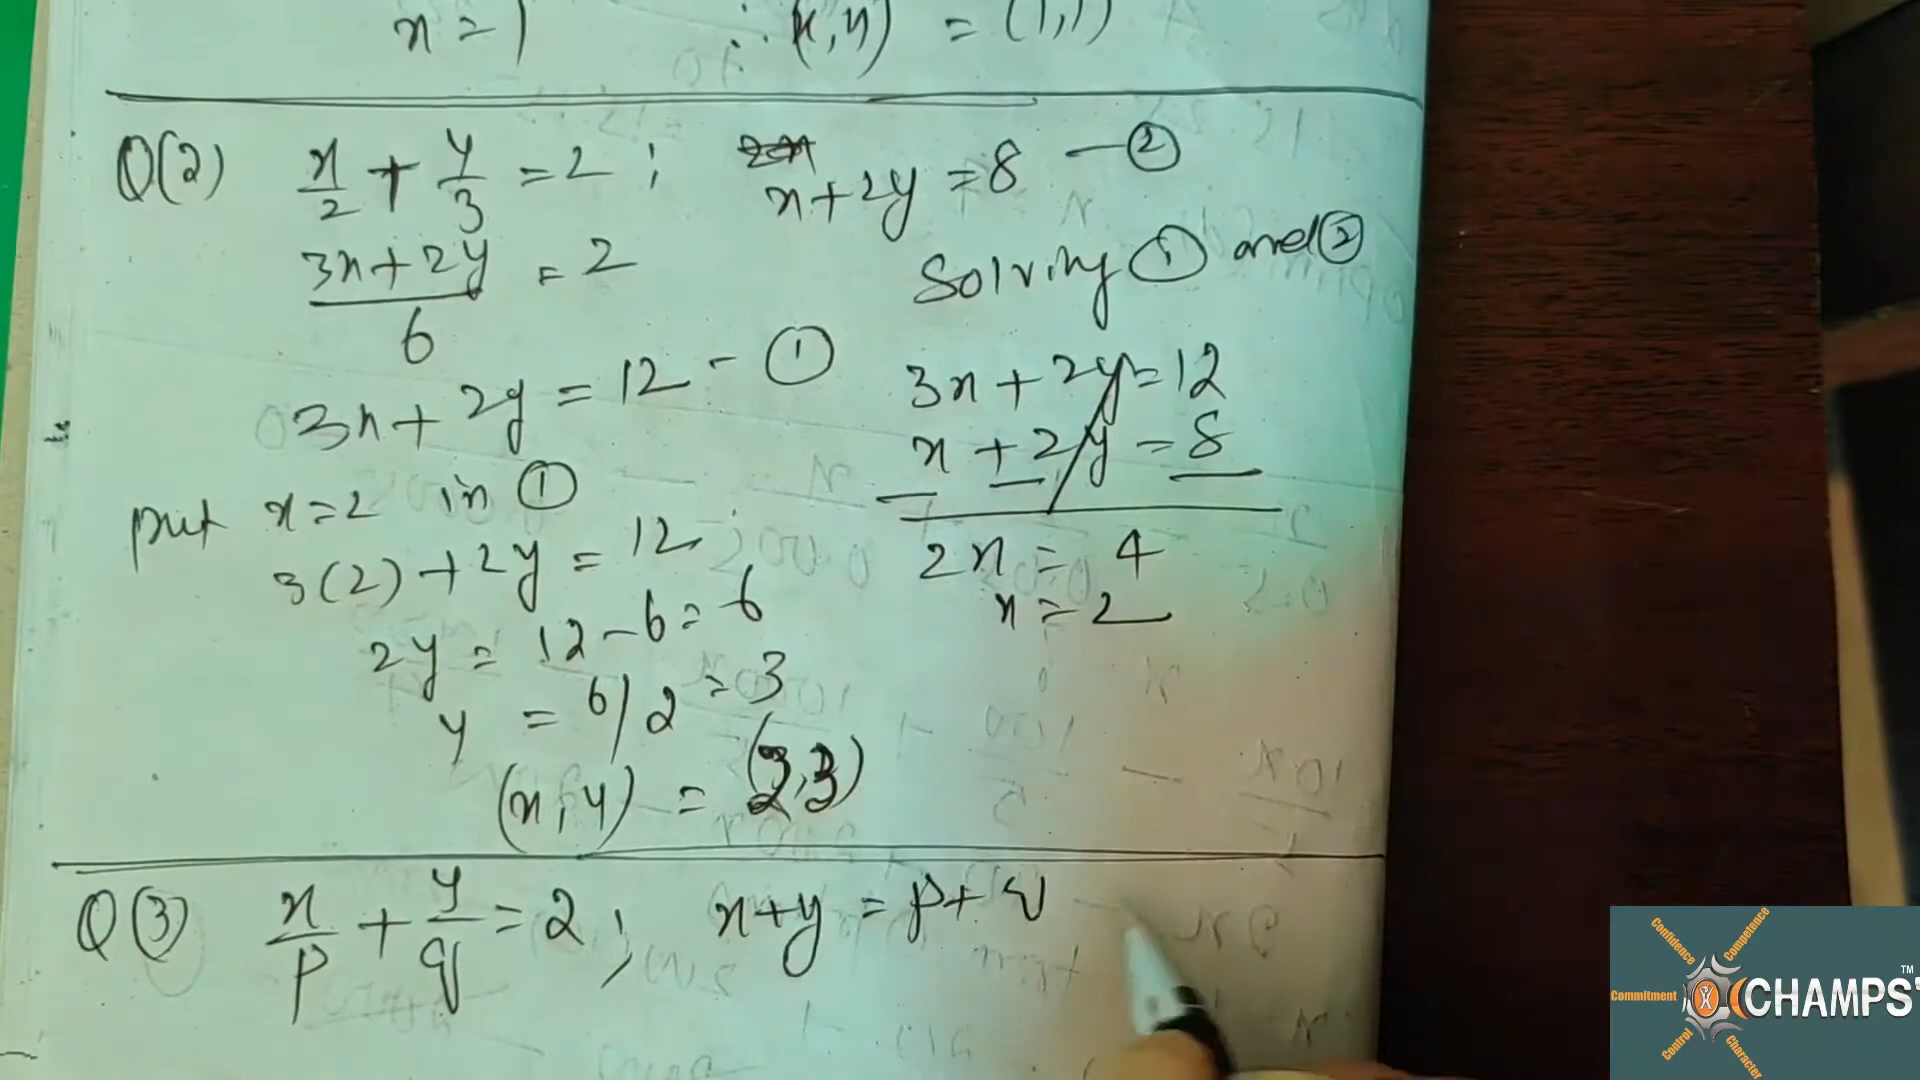 x = 1 ∴ (x, y) = (1, 1)
Q(2) x/2 + y/3 = 2 ; x + 2y = 8 — ②
(3x + 2y)/6 = 2
3x + 2y = 12 - ①
put x = 2 in ①
3(2) + 2y = 12
2y = 12 - 6 = 6
y = 6/2 = 3
(x, y) = (2, 3)
Solving ① and ②
3x + 2y = 12
x + 2y = 8
2x = 4
x = 2
Q(3) x/p + y/q = 2 ; x + y = p + q
Confidence
Competence
Commitment
CHAMPS™
Control
Character